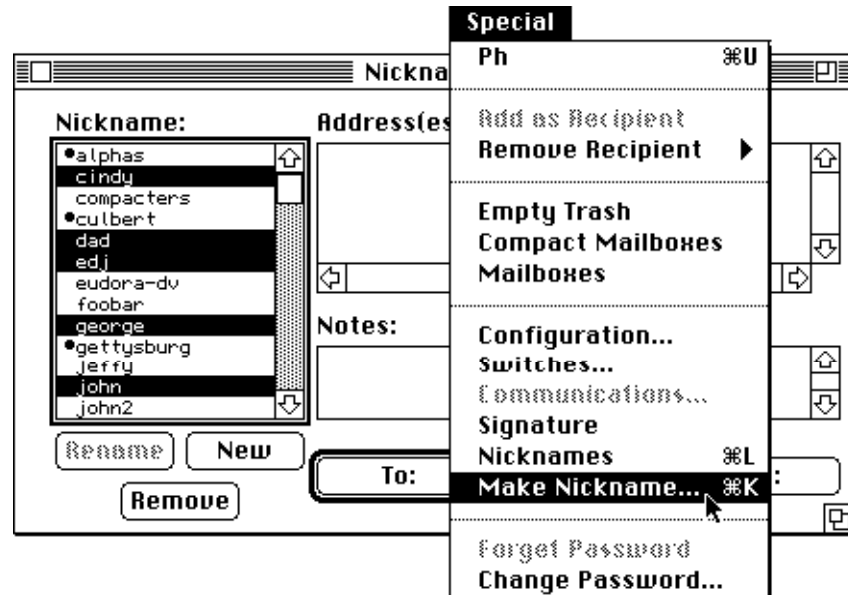 Special
Nickna
Nickname:
•alphas
cindy
compacters
•culbert
dad
edj
eudora-dv
foobar
george
•gettysburg
jeffy
john
john2
Rename
New
Remove
Address(es
Notes:
To:
:
Ph ⌘U
Add as Recipient
Remove Recipient ▶
Empty Trash
Compact Mailboxes
Mailboxes
Configuration...
Switches...
Communications...
Signature
Nicknames ⌘L
Make Nickname... ⌘K
Forget Password
Change Password...